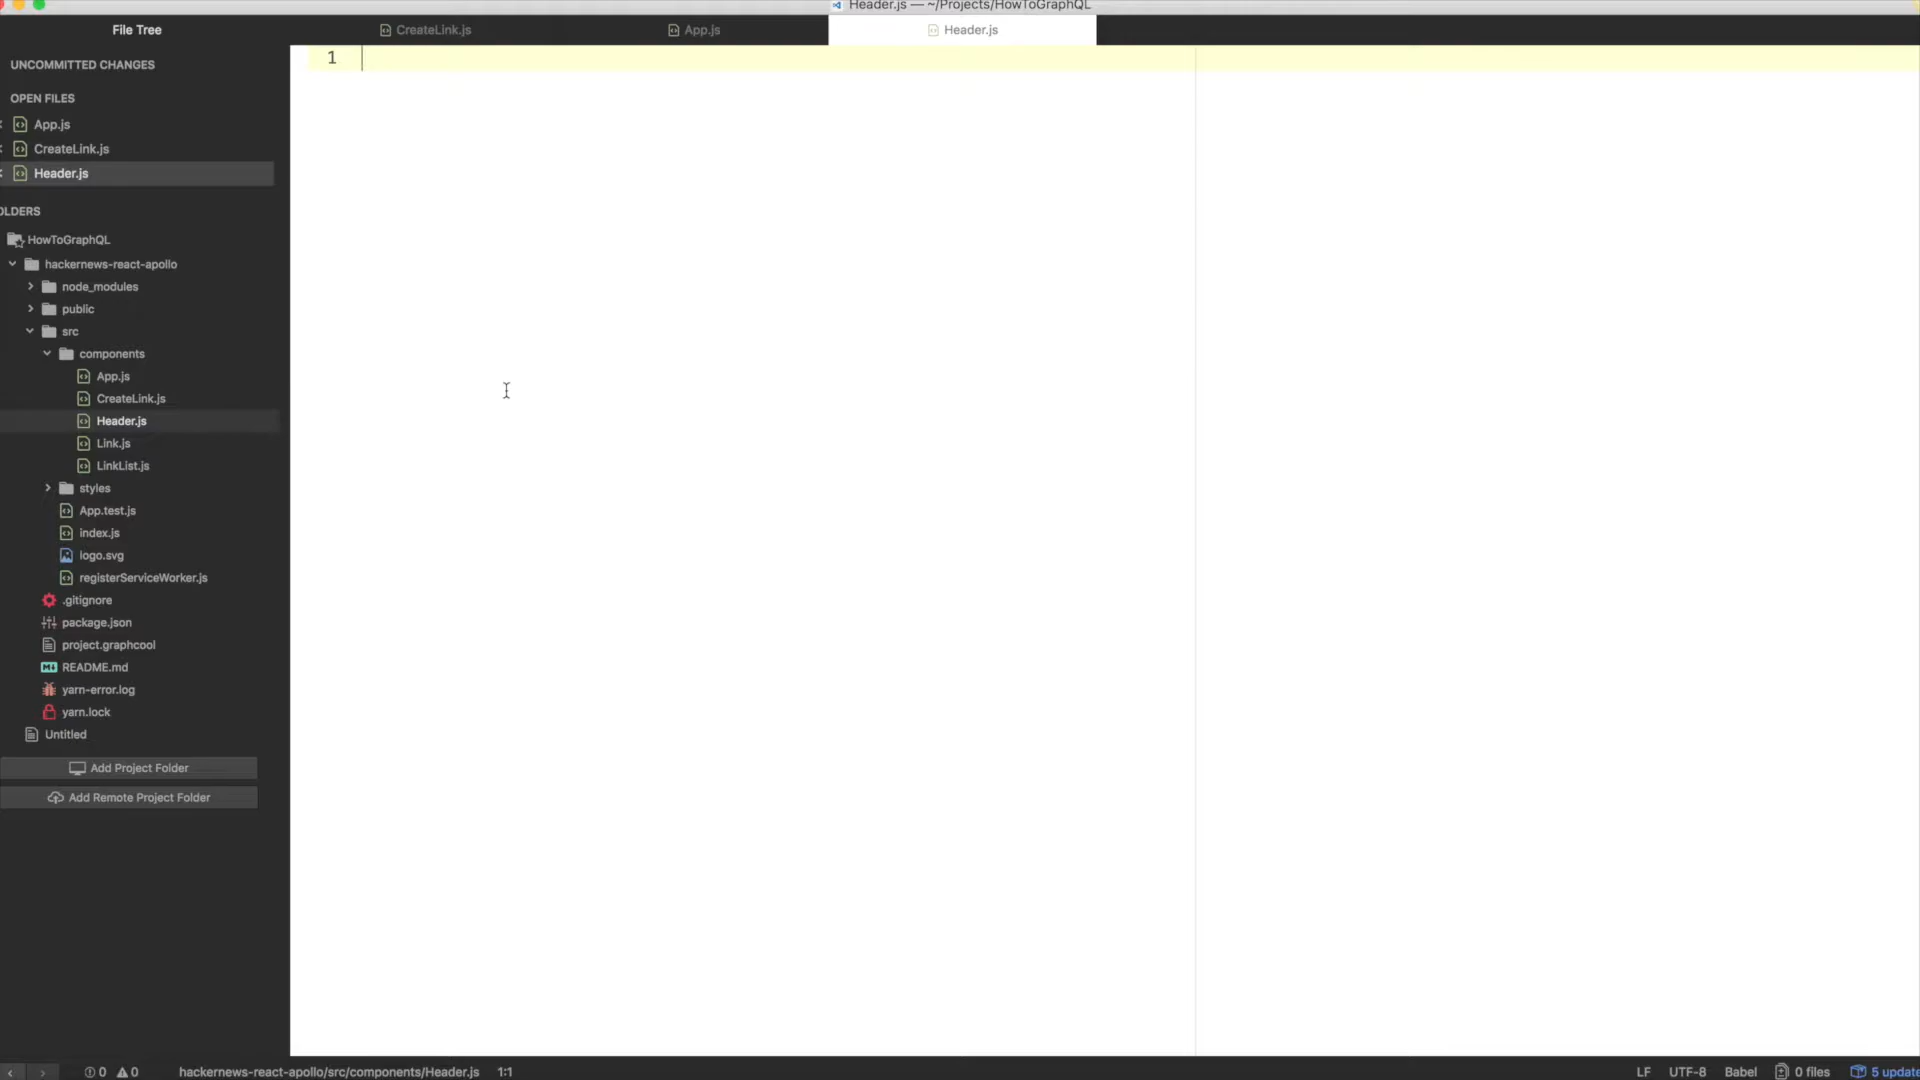 Header.js — ~/Projects/HowToGraphQL
File Tree
CreateLink.js
App.js
Header.js
UNCOMMITTED CHANGES
OPEN FILES
App.js
CreateLink.js
Header.js
OLDERS
HowToGraphQL
hackernews-react-apollo
node_modules
public
src
components
App.js
CreateLink.js
Header.js
Link.js
LinkList.js
styles
App.test.js
index.js
logo.svg
registerServiceWorker.js
.gitignore
package.json
project.graphcool
README.md
yarn-error.log
yarn.lock
Untitled
Add Project Folder
Add Remote Project Folder
1
0 0 hackernews-react-apollo/src/components/Header.js 1:1 LF UTF-8 Babel 0 files 5 update